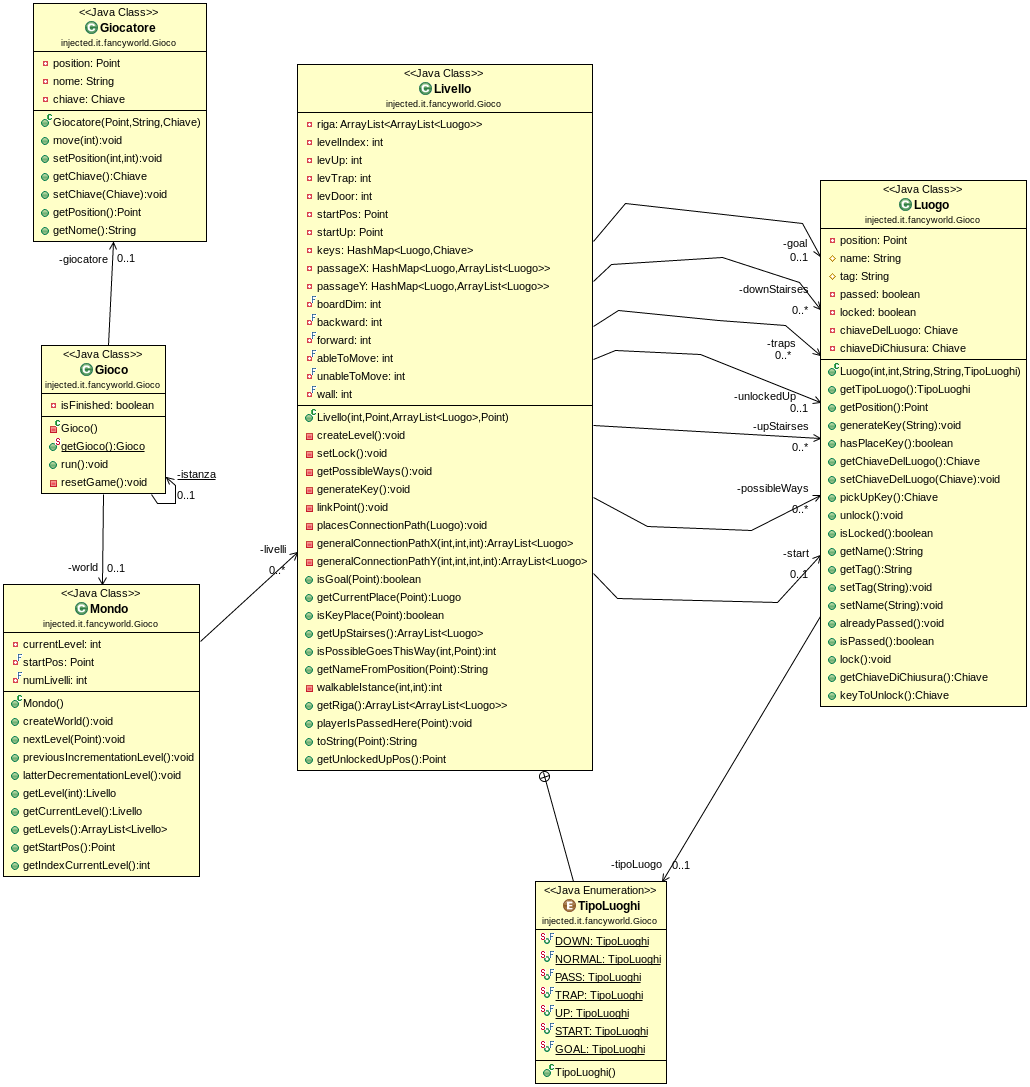 <<Java Class>>
Giocatore
injected.it.fancyworld.Gioco
position: Point
nome: String
chiave: Chiave
Giocatore(Point,String,Chiave)
move(int):void
setPosition(int,int):void
getChiave():Chiave
setChiave(Chiave):void
getPosition():Point
getNome():String
-giocatore
0..1
<<Java Class>>
Gioco
injected.it.fancyworld.Gioco
isFinished: boolean
Gioco()
getGioco():Gioco
run():void
resetGame():void
-istanza
0..1
-world
0..1
<<Java Class>>
Mondo
injected.it.fancyworld.Gioco
currentLevel: int
startPos: Point
numLivelli: int
Mondo()
createWorld():void
nextLevel(Point):void
previousIncrementationLevel():void
latterDecrementationLevel():void
getLevel(int):Livello
getCurrentLevel():Livello
getLevels():ArrayList<Livello>
getStartPos():Point
getIndexCurrentLevel():int
-livelli
0..*
<<Java Class>>
Livello
injected.it.fancyworld.Gioco
riga: ArrayList<ArrayList<Luogo>>
levelIndex: int
levUp: int
levTrap: int
levDoor: int
startPos: Point
startUp: Point
keys: HashMap<Luogo,Chiave>
passageX: HashMap<Luogo,ArrayList<Luogo>>
passageY: HashMap<Luogo,ArrayList<Luogo>>
boardDim: int
backward: int
forward: int
ableToMove: int
unableToMove: int
wall: int
Livello(int,Point,ArrayList<Luogo>,Point)
createLevel():void
setLock():void
getPossibleWays():void
generateKey():void
linkPoint():void
placesConnectionPath(Luogo):void
generalConnectionPathX(int,int,int):ArrayList<Luogo>
generalConnectionPathY(int,int,int,int):ArrayList<Luogo>
isGoal(Point):boolean
getCurrentPlace(Point):Luogo
isKeyPlace(Point):boolean
getUpStairses():ArrayList<Luogo>
isPossibleGoesThisWay(int,Point):int
getNameFromPosition(Point):String
walkableIstance(int,int):int
getRiga():ArrayList<ArrayList<Luogo>>
playerIsPassedHere(Point):void
toString(Point):String
getUnlockedUpPos():Point
-goal
0..1
-downStairses
0..*
-traps
0..*
-unlockedUp
0..1
-upStairses
0..*
-possibleWays
0..*
-start
0..1
<<Java Class>>
Luogo
injected.it.fancyworld.Gioco
position: Point
name: String
tag: String
passed: boolean
locked: boolean
chiaveDelLuogo: Chiave
chiaveDiChiusura: Chiave
Luogo(int,int,String,String,TipoLuoghi)
getTipoLuogo():TipoLuoghi
getPosition():Point
generateKey(String):void
hasPlaceKey():boolean
getChiaveDelLuogo():Chiave
setChiaveDelLuogo(Chiave):void
pickUpKey():Chiave
unlock():void
isLocked():boolean
getName():String
getTag():String
setTag(String):void
setName(String):void
alreadyPassed():void
isPassed():boolean
lock():void
getChiaveDiChiusura():Chiave
keyToUnlock():Chiave
-tipoLuogo
0..1
<<Java Enumeration>>
TipoLuoghi
injected.it.fancyworld.Gioco
DOWN: TipoLuoghi
NORMAL: TipoLuoghi
PASS: TipoLuoghi
TRAP: TipoLuoghi
UP: TipoLuoghi
START: TipoLuoghi
GOAL: TipoLuoghi
TipoLuoghi()